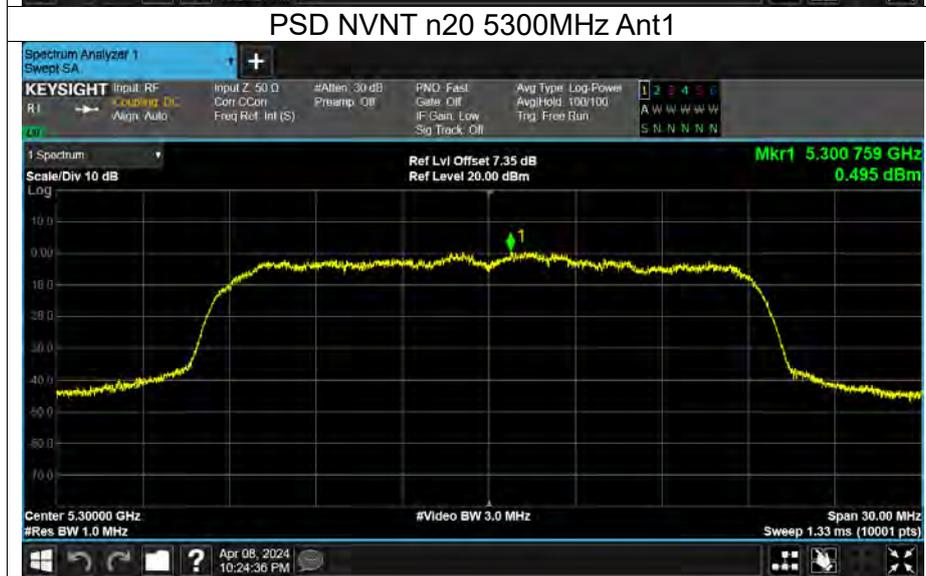 PSD NVNT n20 5300MHz Ant1
Spectrum Analyzer 1
Swept SA
+
KEYSIGHT Input: RF
Coupling: DC
Align: Auto
Input Z: 50 Ω
Corr CCorr
Freq Ref: Int (S)
#Atten: 30 dB
Preamp: Off
PNO: Fast
Gate: Off
IF Gain: Low
Sig Track: Off
Avg Type: Log-Power
Avg|Hold: 100/100
Trig: Free Run
1 2 3 4 5 6
A W W W W W
S N N N N N
1 Spectrum
Scale/Div 10 dB
Log
Ref Lvl Offset 7.35 dB
Ref Level 20.00 dBm
Mkr1 5.300 759 GHz
0.495 dBm
10.0
0.00
1
-10.0
-20.0
-30.0
-40.0
-50.0
-60.0
-70.0
Center 5.30000 GHz
#Res BW 1.0 MHz
#Video BW 3.0 MHz
Span 30.00 MHz
Sweep 1.33 ms (10001 pts)
?
Apr 08, 2024
10:24:36 PM